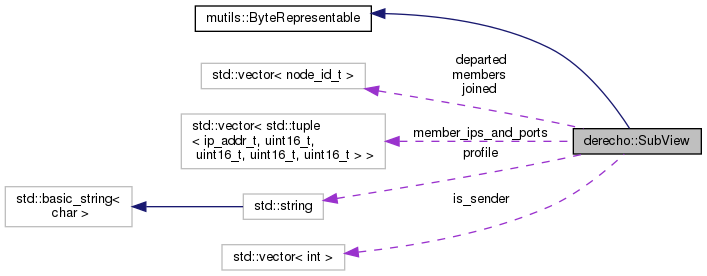 mutils::ByteRepresentable
std::vector< node_id_t >
departed
members
joined
std::vector< std::tuple
< ip_addr_t, uint16_t,
uint16_t, uint16_t, uint16_t > >
member_ips_and_ports
derecho::SubView
profile
std::basic_string<
char >
std::string
is_sender
std::vector< int >